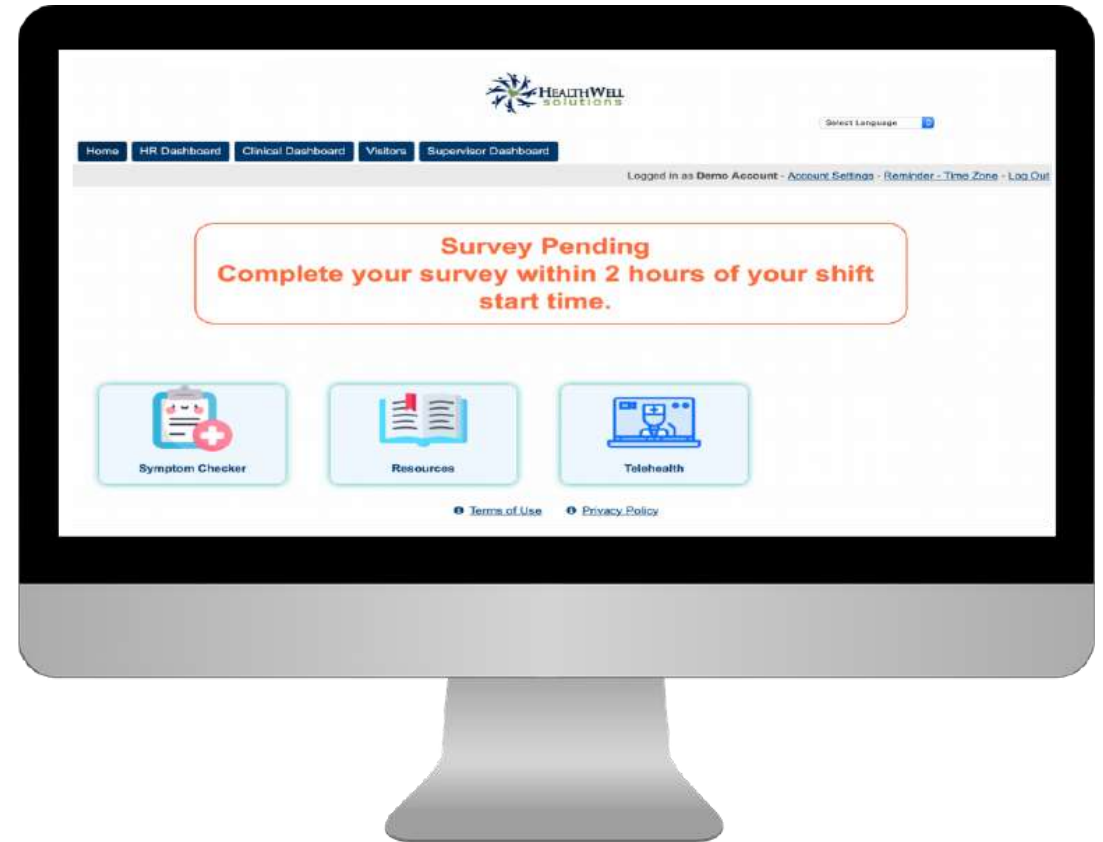 HEALTHWELL
solutions
Select Language
Home HR Dashboard Clinical Dashboard Visitors Supervisor Dashboard
Logged in as Demo Account - Account Settings - Reminder - Time Zone - Log Out
Survey Pending
Complete your survey within 2 hours of your shift
start time.
Symptom Checker Resources Telehealth
Terms of Use Privacy Policy